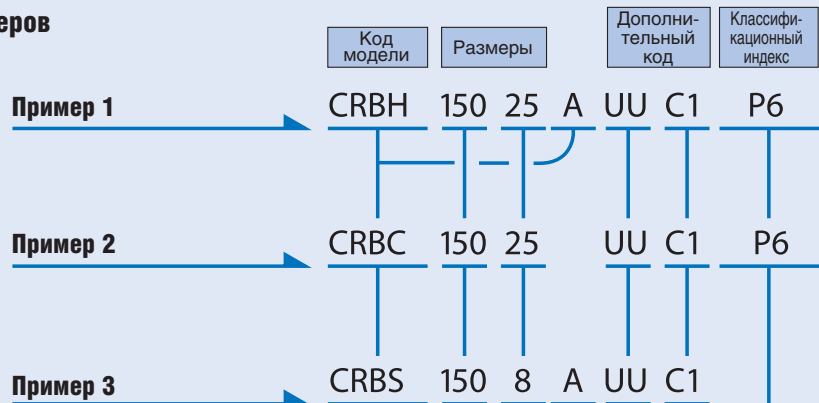 еров
Код
модели
Размеры
Дополни-
тельный
код
Классифи-
кационный
индекс
Пример 1 CRBH 150 25 A UU C1 P6
Пример 2 CRBC 150 25 UU C1 P6
Пример 3 CRBS 150 8 A UU C1